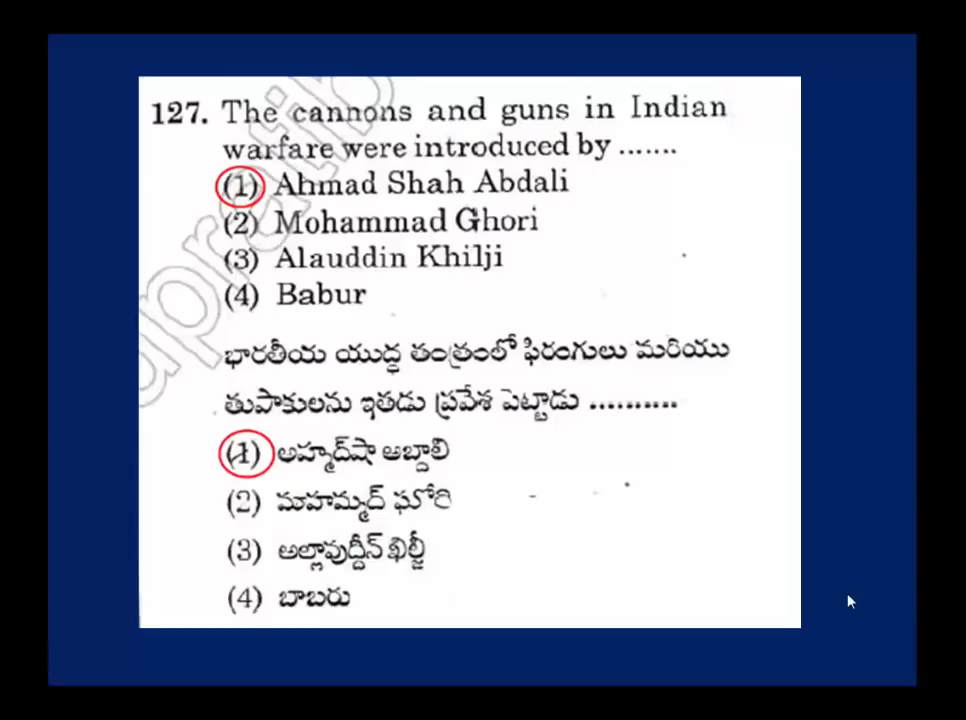 127. The cannons and guns in Indian
warfare were introduced by .......
(1) Ahmad Shah Abdali
(2) Mohammad Ghori
(3) Alauddin Khilji
(4) Babur
భారతీయ యుద్ధ తంత్రంలో ఫిరంగులు మరియు
తుపాకులను ఇతడు ప్రవేశ పెట్టాడు ..........
(1) అహ్మద్‌షా అబ్దాలి
(2) మాహమ్మద్ ఘోరి
(3) అల్లావుద్దీన్ ఖిల్జీ
(4) బాబరు